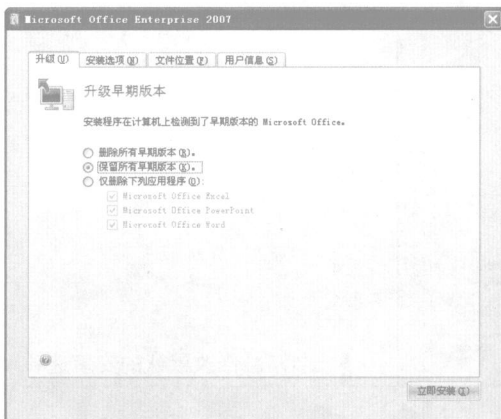 Microsoft Office Enterprise 2007
升级(U) 安装选项(N) 文件位置(F) 用户信息(S)
升级早期版本
安装程序在计算机上检测到了早期版本的 Microsoft Office。
删除所有早期版本(R)。
保留所有早期版本(K)。
仅删除下列应用程序(O):
Microsoft Office Excel
Microsoft Office PowerPoint
Microsoft Office Word
立即安装(I)